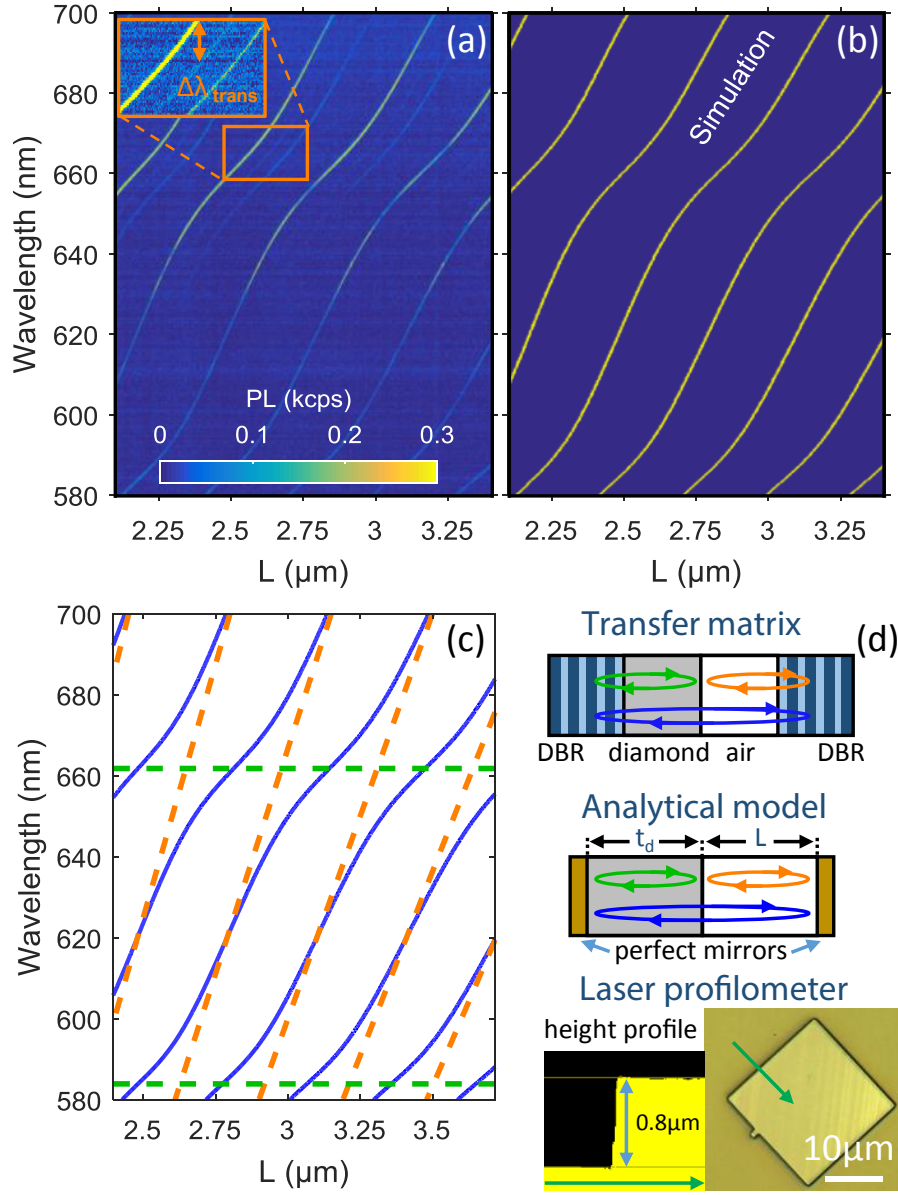 (a)
Δλ trans
PL (kcps)
0 0.1 0.2 0.3
700
680
660
640
620
600
580
Wavelength (nm)
2.25 2.5 2.75 3 3.25
L (μm)
(b)
Simulation
2.25 2.5 2.75 3 3.25
L (μm)
(c)
700
680
660
640
620
600
580
Wavelength (nm)
2.5 2.75 3 3.25 3.5
L (μm)
(d)
Transfer matrix
DBR diamond air DBR
Analytical model
t_d L
perfect mirrors
Laser profilometer
height profile
0.8μm
10μm